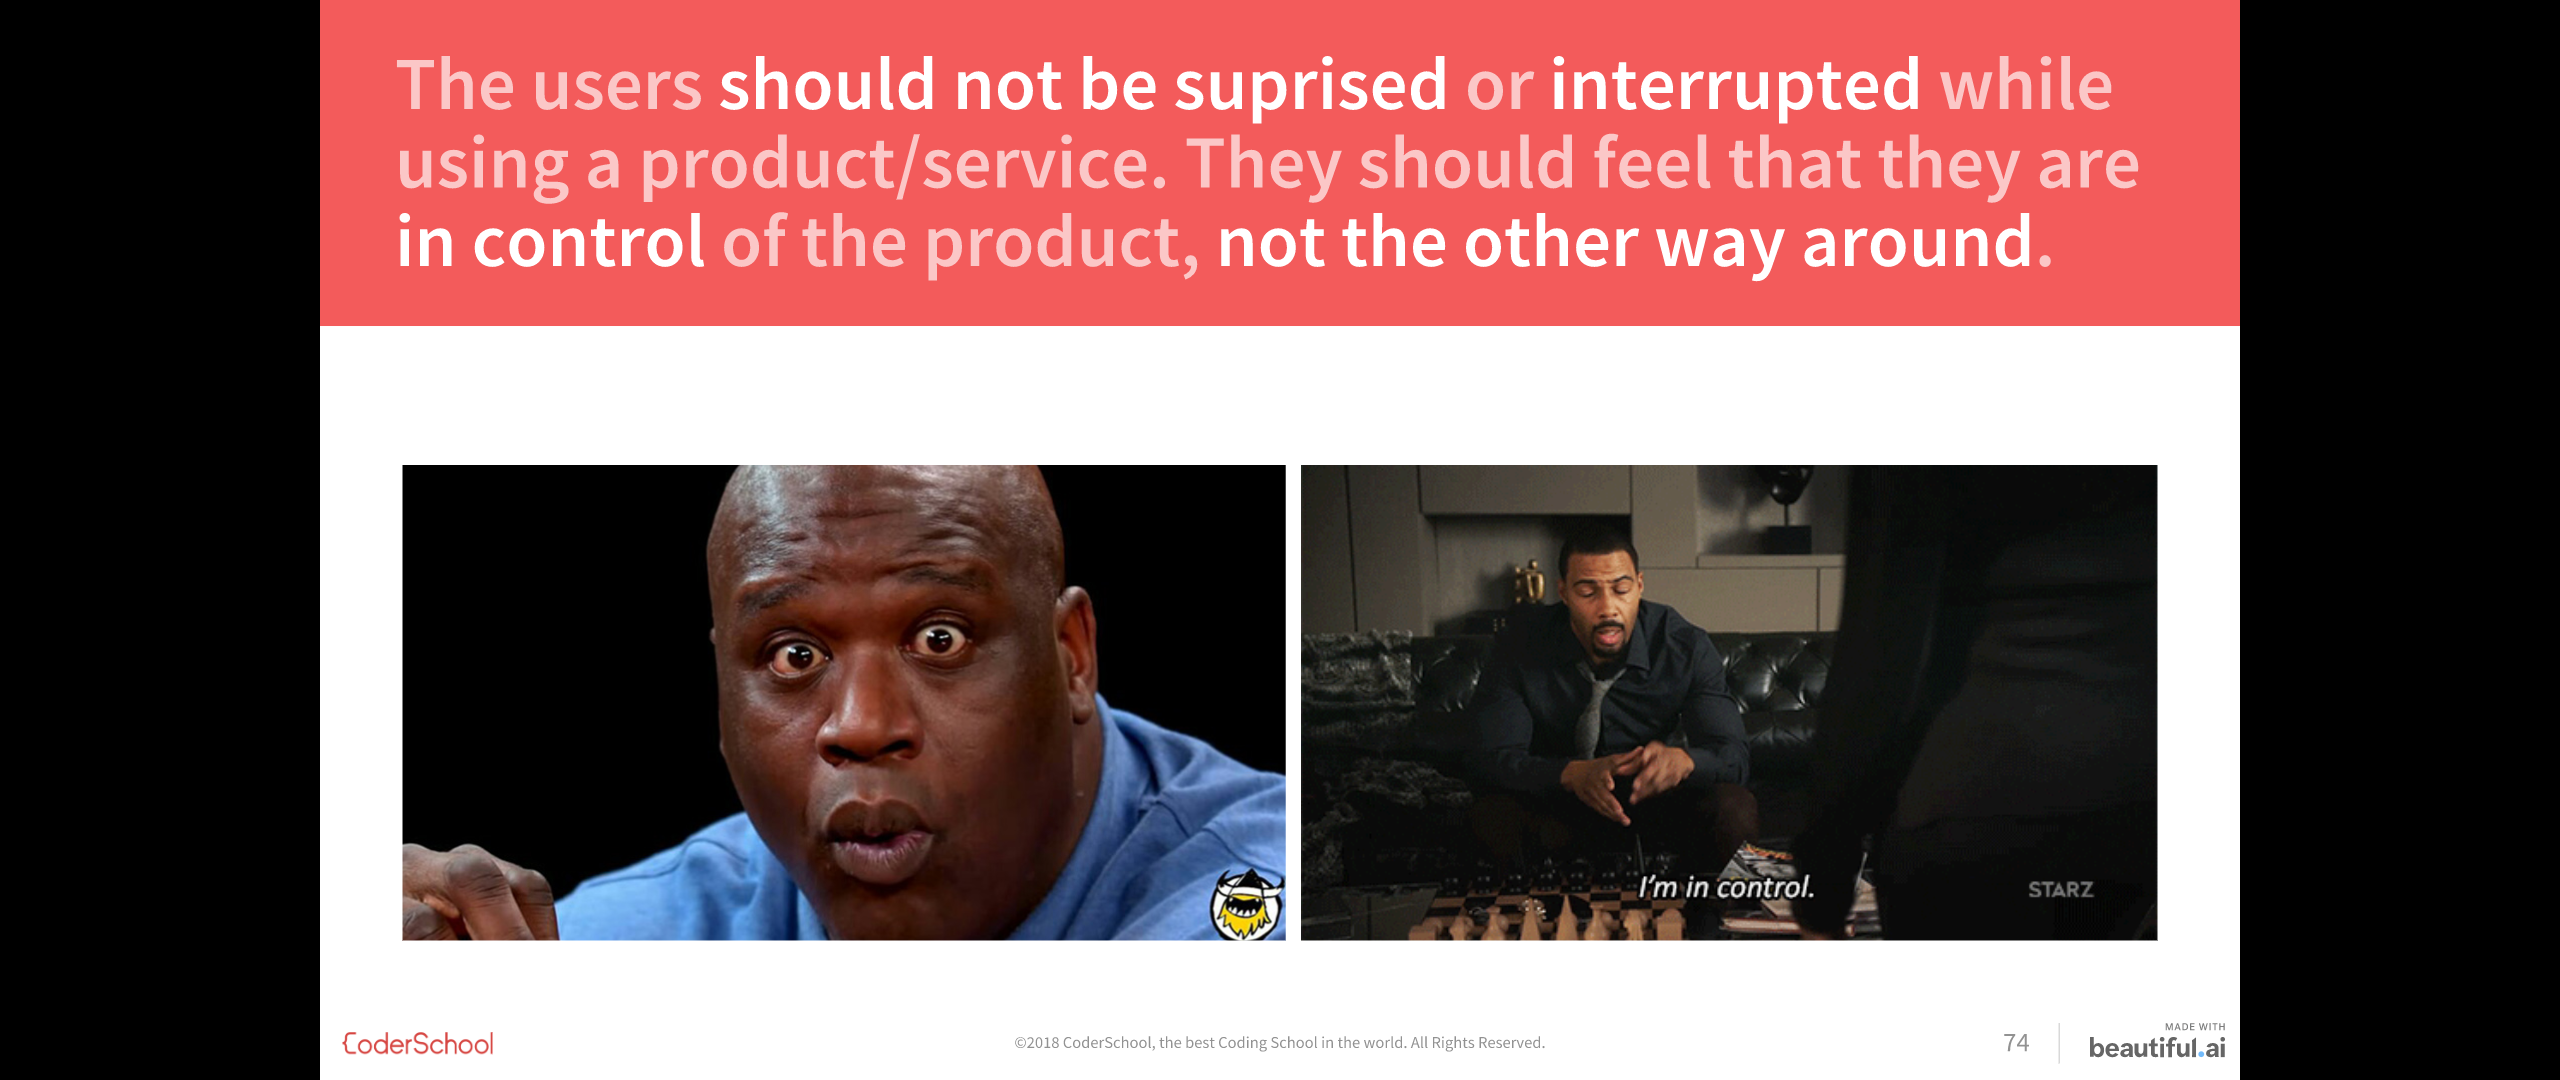 The users should not be suprised or interrupted while
using a product/service. They should feel that they are
in control of the product, not the other way around.
I'm in control.
STARZ
CoderSchool
©2018 CoderSchool, the best Coding School in the world. All Rights Reserved.
74
MADE WITH
beautiful.ai